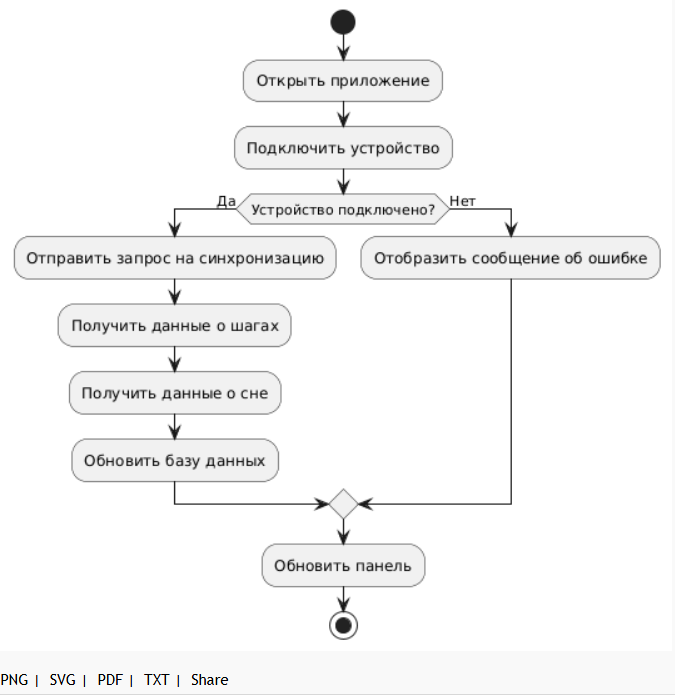 Открыть приложение
Подключить устройство
Да
Устройство подключено?
Нет
Отправить запрос на синхронизацию
Отобразить сообщение об ошибке
Получить данные о шагах
Получить данные о сне
Обновить базу данных
Обновить панель
PNG | SVG | PDF | TXT | Share